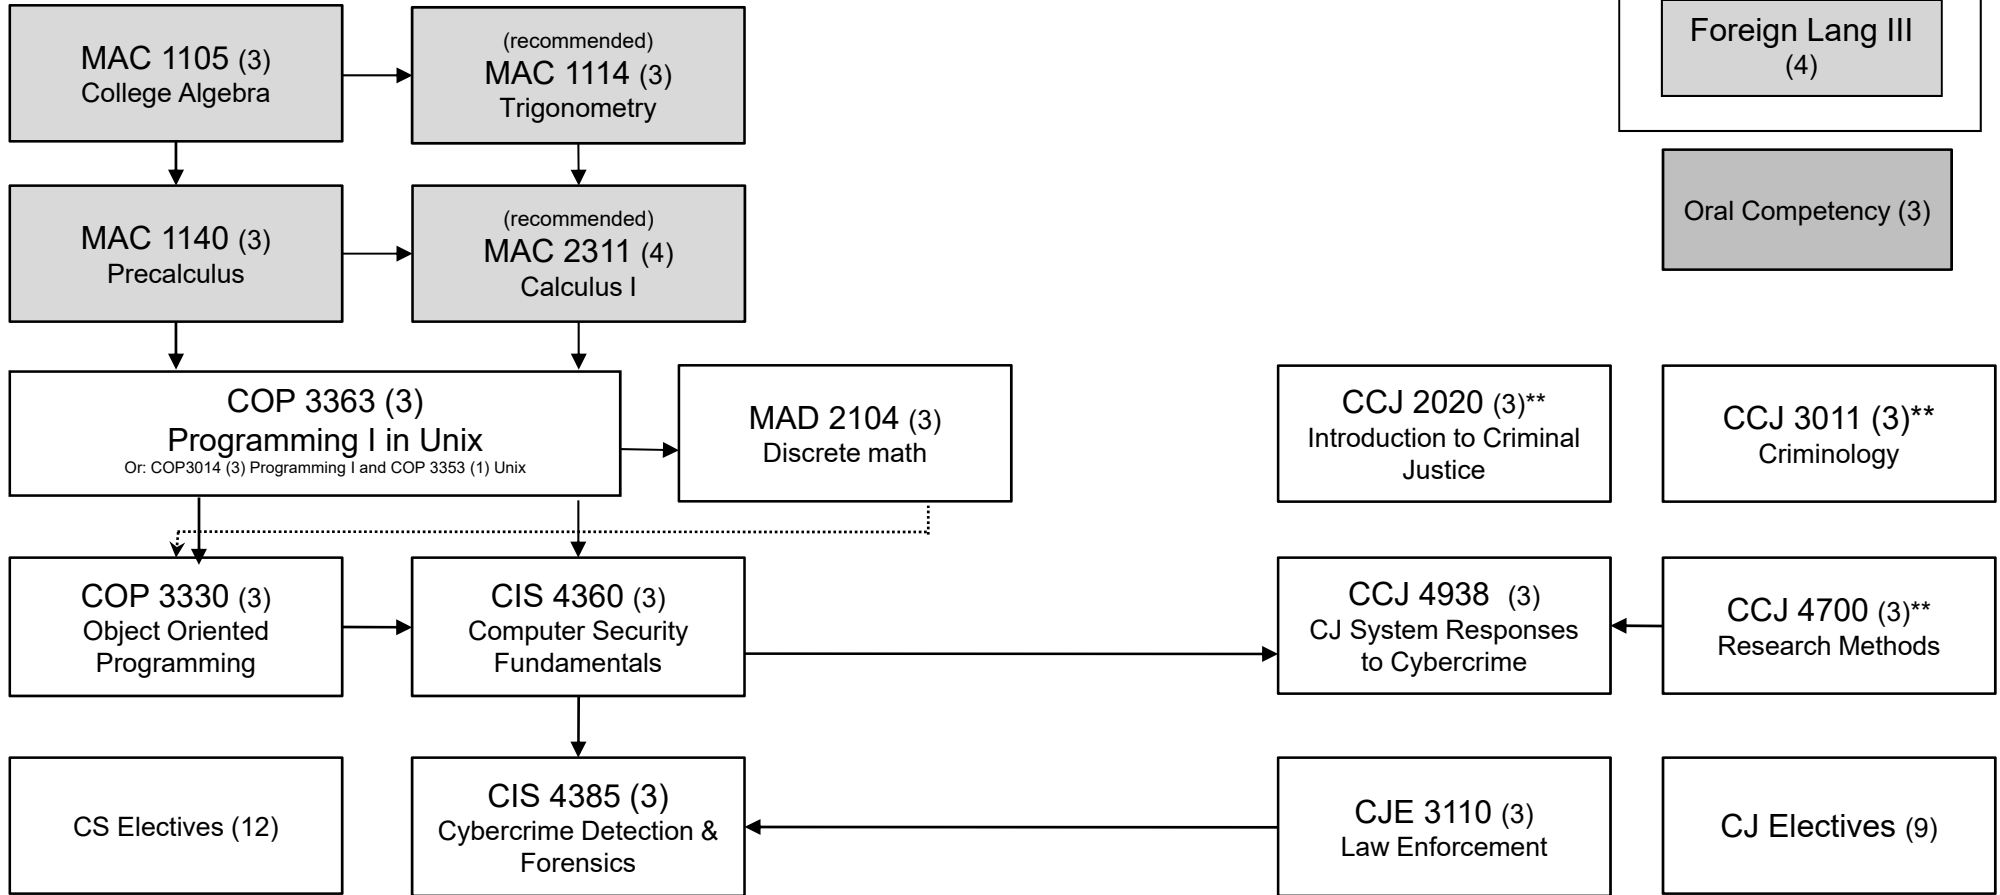 MAC 1105 (3)
College Algebra
(recommended)
MAC 1114 (3)
Trigonometry
Foreign Lang III
(4)
MAC 1140 (3)
Precalculus
(recommended)
MAC 2311 (4)
Calculus I
Oral Competency (3)
COP 3363 (3)
Programming I in Unix
Or: COP3014 (3) Programming I and COP 3353 (1) Unix
MAD 2104 (3)
Discrete math
CCJ 2020 (3)**
Introduction to Criminal
Justice
CCJ 3011 (3)**
Criminology
COP 3330 (3)
Object Oriented
Programming
CIS 4360 (3)
Computer Security
Fundamentals
CCJ 4938 (3)
CJ System Responses
to Cybercrime
CCJ 4700 (3)**
Research Methods
CS Electives (12)
CIS 4385 (3)
Cybercrime Detection &
Forensics
CJE 3110 (3)
Law Enforcement
CJ Electives (9)